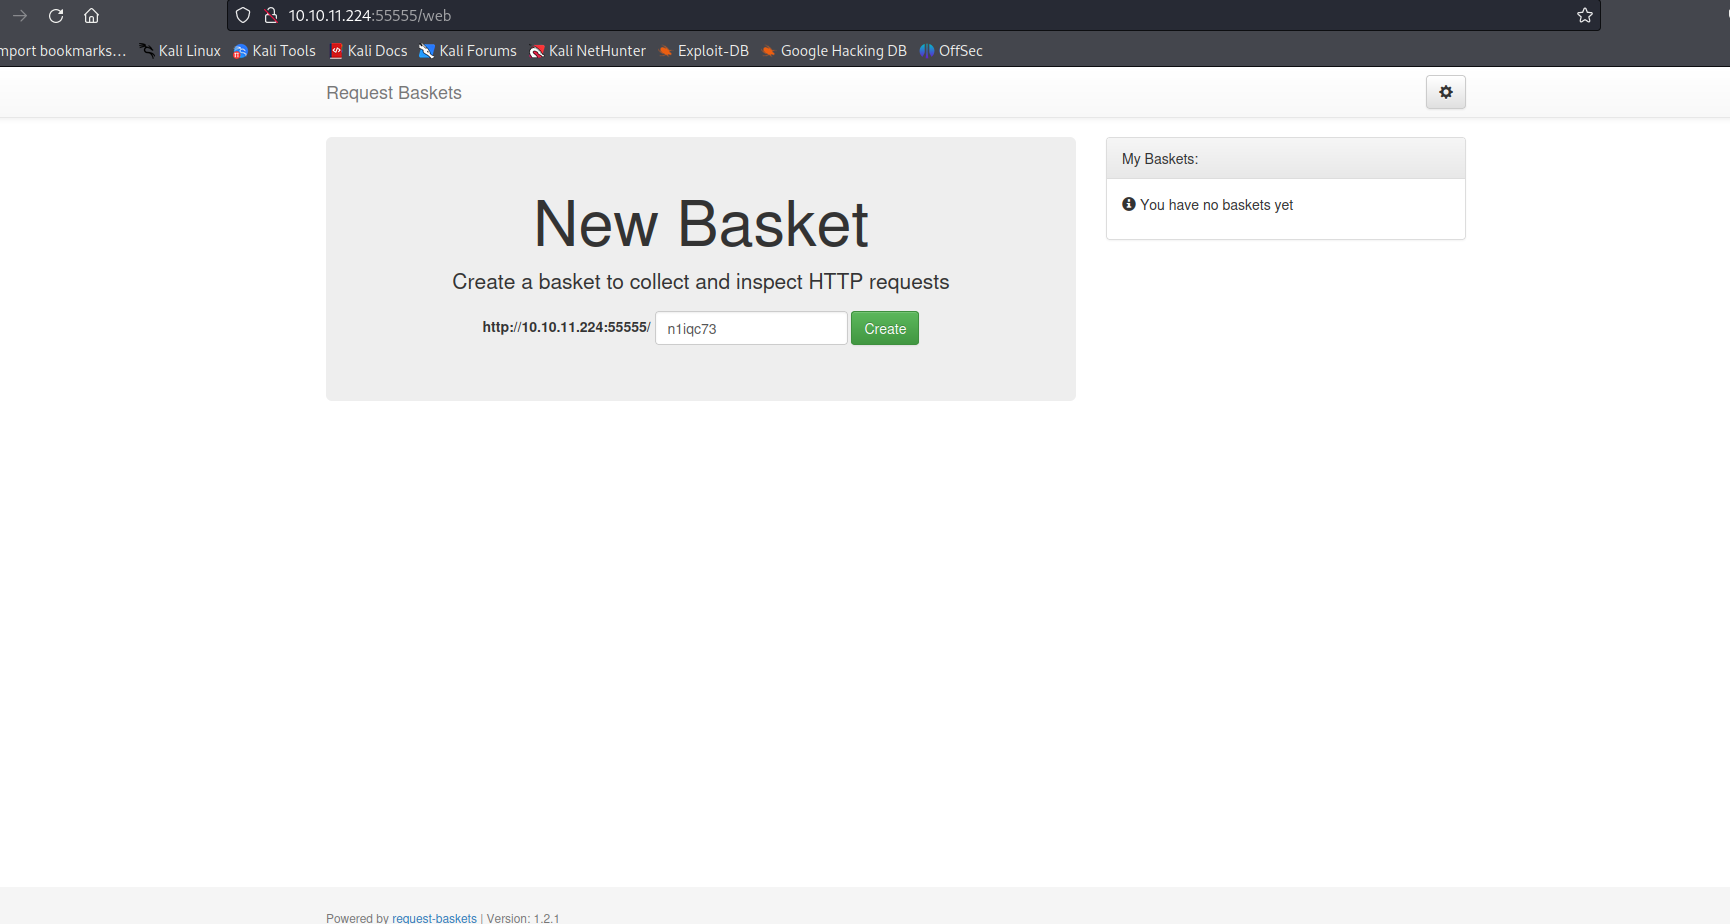 10.10.11.224:55555/web
mport bookmarks... Kali Linux Kali Tools Kali Docs Kali Forums Kali NetHunter Exploit-DB Google Hacking DB OffSec
Request Baskets
New Basket
Create a basket to collect and inspect HTTP requests
http://10.10.11.224:55555/ n1iqc73 Create
My Baskets:
You have no baskets yet
Powered by request-baskets | Version: 1.2.1